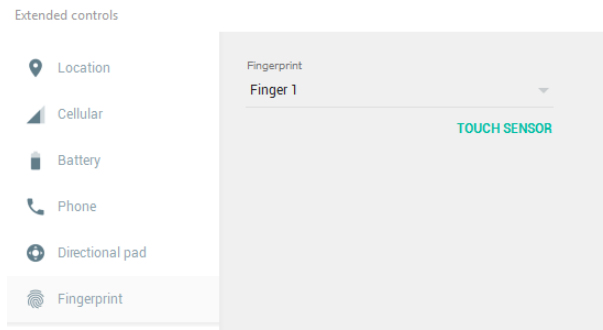 Extended controls
Location
Cellular
Battery
Phone
Directional pad
Fingerprint
Fingerprint
Finger 1
TOUCH SENSOR